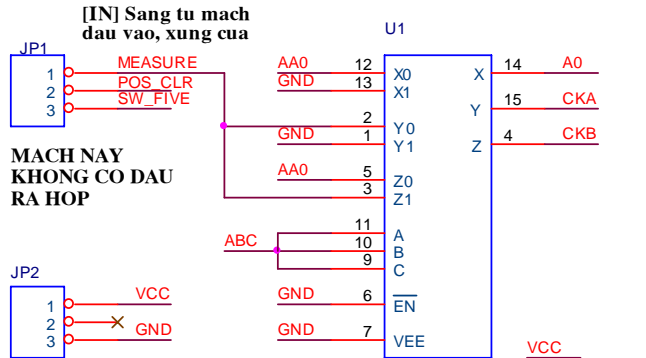 [IN] Sang tu mach
dau vao, xung cua
U1
JP1
1 MEASURE
2 POS_CLR
3 SW_FIVE
AA0 12 X0 X 14 A0
GND 13 X1
Y 15 CKA
2 Y0
GND 1 Y1 Z 4 CKB
MACH NAY
KHONG CO DAU
RA HOP
AA0 5 Z0
3 Z1
11 A
ABC 10 B
9 C
JP2
1 VCC
2
3 GND
GND 6 EN
GND 7 VEE
VCC